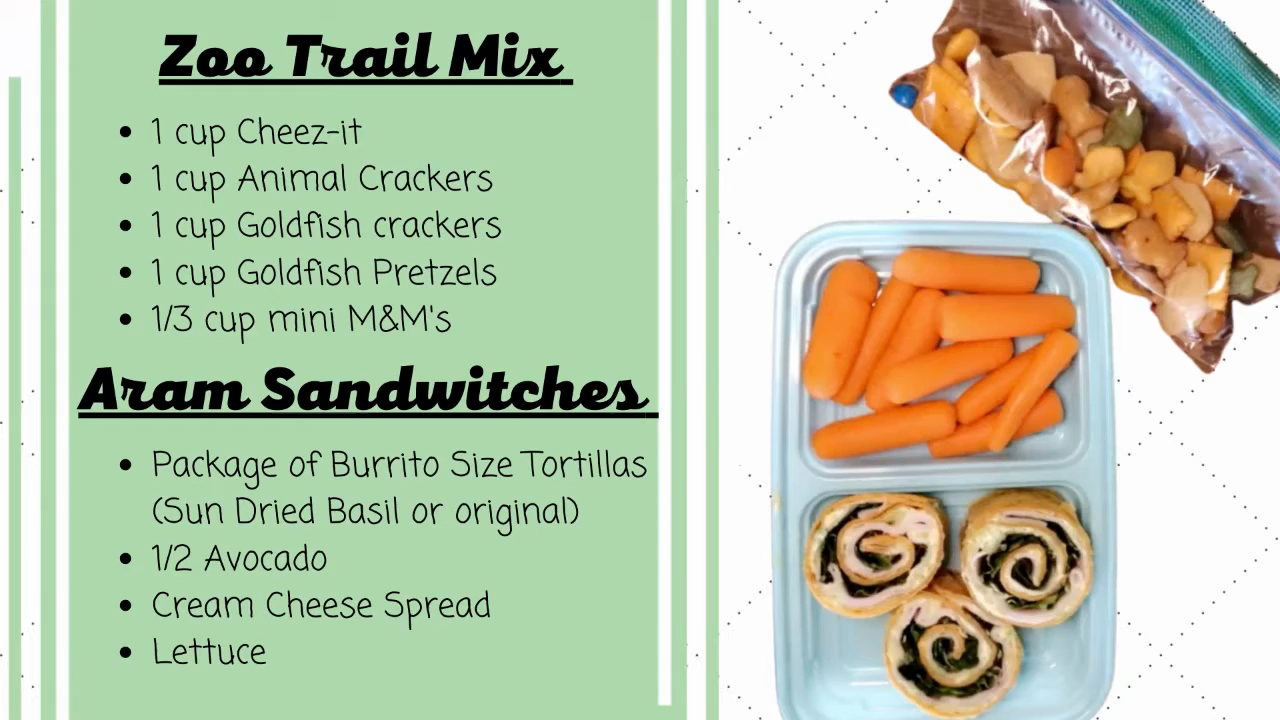 Zoo Trail Mix
• 1 cup Cheez-it
• 1 cup Animal Crackers
• 1 cup Goldfish crackers
• 1 cup Goldfish Pretzels
• 1/3 cup mini M&M's
Aram Sandwitches
• Package of Burrito Size Tortillas
(Sun Dried Basil or original)
• 1/2 Avocado
• Cream Cheese Spread
• Lettuce